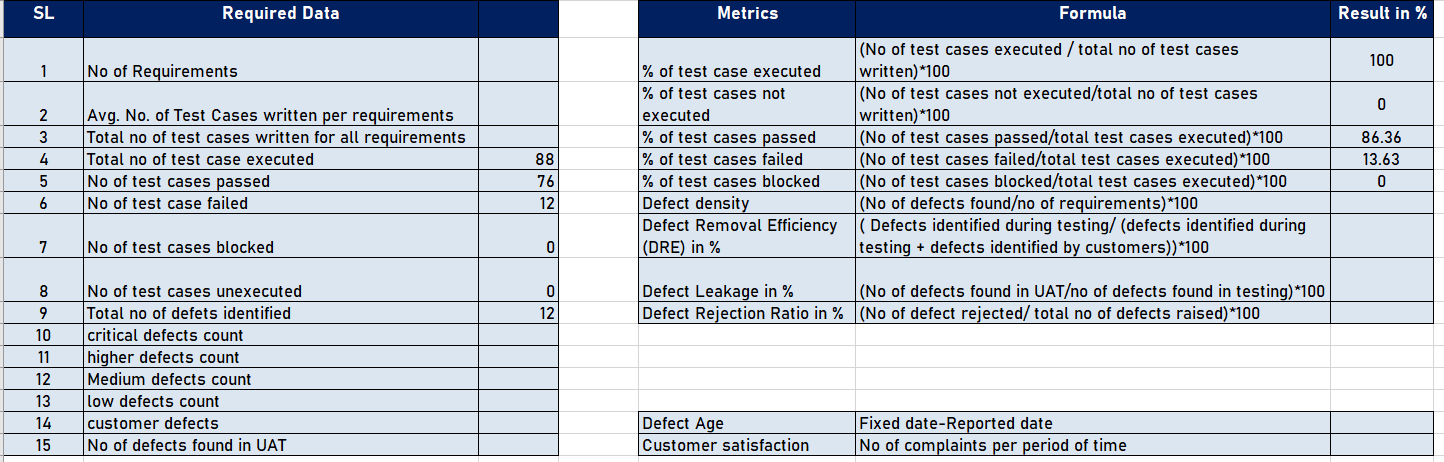 SL Required Data
1 No of Requirements
2 Avg. No. of Test Cases written per requirements
3 Total no of test cases written for all requirements
4 Total no of test case executed 88
5 No of test cases passed 76
6 No of test case failed 12
7 No of test cases blocked 0
8 No of test cases unexecuted 0
9 Total no of defets identified 12
10 critical defects count
11 higher defects count
12 Medium defects count
13 low defects count
14 customer defects
15 No of defects found in UAT
Metrics Formula Result in %
(No of test cases executed / total no of test cases
% of test case executed written)*100 100
% of test cases not (No of test cases not executed/total no of test cases
executed written)*100 0
% of test cases passed (No of test cases passed/total test cases executed)*100 86.36
% of test cases failed (No of test cases failed/total test cases executed)*100 13.63
% of test cases blocked (No of test cases blocked/total test cases executed)*100 0
Defect density (No of defects found/no of requirements)*100
Defect Removal Efficiency ( Defects identified during testing/ (defects identified during
(DRE) in % testing + defects identified by customers))*100
Defect Leakage in % (No of defects found in UAT/no of defects found in testing)*100
Defect Rejection Ratio in % (No of defect rejected/ total no of defects raised)*100
Defect Age Fixed date-Reported date
Customer satisfaction No of complaints per period of time